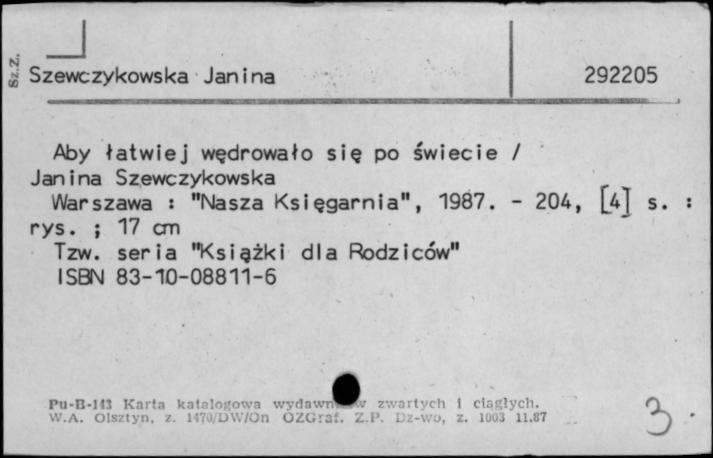 Sz.Z.
Szewczykowska Janina 292205
Aby łatwiej wędrowało się po świecie /
Janina Szewczykowska
Warszawa : "Nasza Księgarnia", 1987. - 204, [4] s. :
rys. ; 17 cm
Tzw. seria "Książki dla Rodziców"
ISBN 83-10-08811-6
Pu-B-143 Karta katalogowa zwartych i ciągłych.
W.A. Olsztyn, z. 1470/DW/On OZGraf. Z.P. Dz-wo, z. 1003 11.87
3